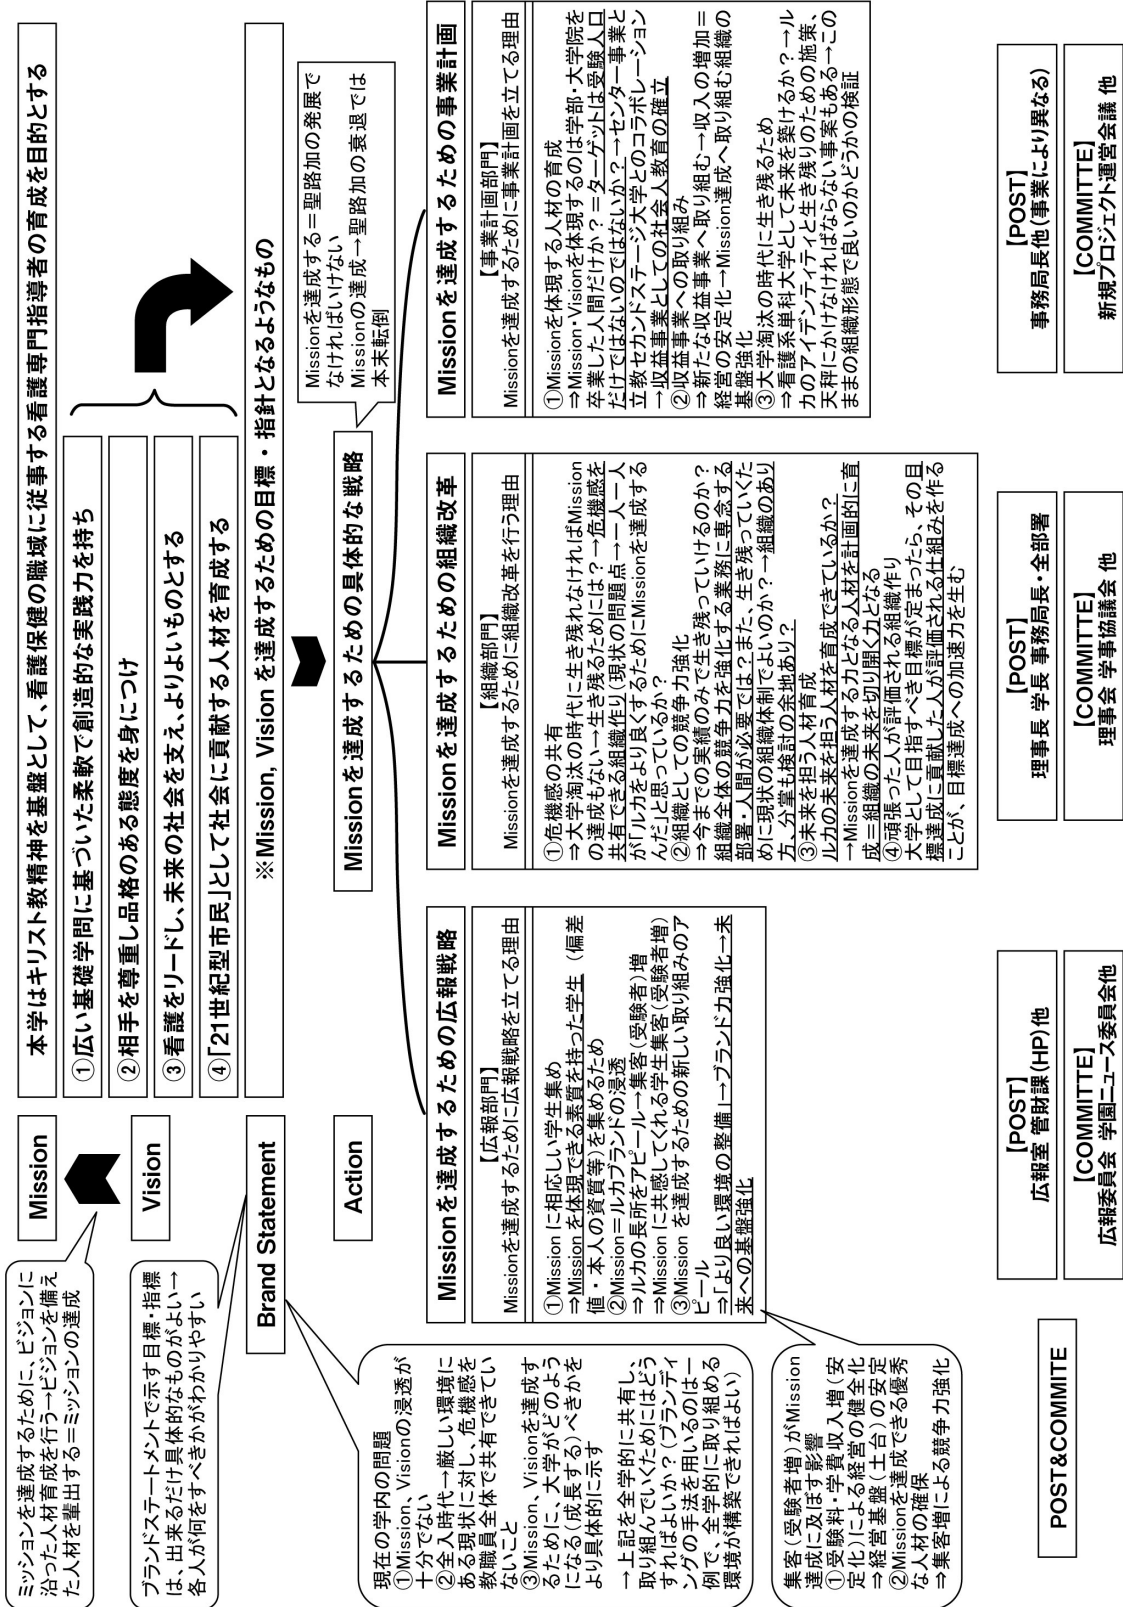 Mission
本学はキリスト教精神を基盤として、看護保健の職域に従事する看護専門指導者の育成を目的とする
ミッションを達成するために、ビジョンに
沿った人材育成を行う→ビジョンを備え
た人材を輩出する＝ミッションの達成
Vision
①広い基礎学問に基づいた柔軟で創造的な実践力を持ち
②相手を尊重し品格のある態度を身につけ
③看護をリードし、未来の社会を支え、よりよいものとする
④「21世紀型市民」として社会に貢献する人材を育成する
ブランドステートメントで示す目標・指標
は、出来るだけ具体的なものがよい→
各人が何をすべきかがわかりやすい
Brand Statement
※Mission, Vision を達成するための目標・指針となるようなもの
現在の学内の問題
①Mission、Visionの浸透が
十分でない
②全入時代→厳しい環境に
ある現状に対し、危機感を
教職員全体で共有できてい
ないこと
③Mission、Visionを達成す
るために、大学がどのよう
になる（成長する）べきかを
より具体的に示す
→上記を全学的に共有し、
取り組んでいくためにはどう
すればよいか？（ブランディ
ングの手法を用いるのは一
例で、全学的に取り組める
環境が構築できればよい）
Action
Missionを達成するための具体的な戦略
Missionを達成する＝聖路加の発展で
なければいけない
Missionの達成→聖路加の衰退では
本末転倒
Missionを達成するための広報戦略
【広報部門】
Missionを達成するために広報戦略を立てる理由
①Mission に相応しい学生集め
⇒Mission を体現できる素質を持った学生 （偏差
値・本人の資質等）を集めるため
②Mission＝ルカブランドの浸透
⇒ルカの長所をアピール→集客（受験者）増
⇒Mission に共感してくれる学生集客（受験者増）
③Mission を達成するための新しい取り組みのア
ピール
⇒「より良い環境の整備」→ブランド力強化→未
来への基盤強化
集客（受験者増）がMission
達成に及ぼす影響
①受験料・学費収入増（安
定化）による経営の健全化
⇒経営基盤（土台）の安定
②Missionを達成できる優秀
な人材の確保
⇒集客増による競争力強化
Missionを達成するための組織改革
【組織部門】
Missionを達成するために組織改革を行う理由
①危機感の共有
⇒大学淘汰の時代に生き残れなければMission
の達成もない→生き残るためには？→危機感を
共有できる組織作り（現状の問題点→一人一人
が「ルカをより良くするためにMissionを達成する
んだ」と思っているか？
②組織としての競争力強化
⇒今までの実績のみで生き残っていけるのか？
組織全体の競争力を強化する業務に専念する
部署・人間が必要では？また、生き残っていくた
めに現状の組織体制でよいのか？→組織のあり
方、分掌も検討の余地あり？
③未来を担う人材育成
ルカの未来を担う人材を育成できているか？
→Missionを達成する力となる人材を計画的に育
成＝組織の未来を切り開く力となる
④頑張った人が評価される組織作り
大学として目指すべき目標が定まったら、その目
標達成に貢献した人が評価される仕組みを作る
ことが、目標達成への加速力を生む
Missionを達成するための事業計画
【事業計画部門】
Missionを達成するために事業計画を立てる理由
①Missionを体現する人材の育成
⇒Mission・Visionを体現するのは学部・大学院を
卒業した人間だけか？＝ターゲットは受験人口
だけではないのではないか？→センター事業と
立教セカンドステージ大学とのコラボレーション
→収益事業としての社会人教育の確立
②収益事業への取り組み
⇒新たな収益事業へ取り組む→収入の増加＝
経営の安定化→Mission達成へ取り組む組織の
基盤強化
③大学淘汰の時代に生き残るため
⇒看護系単科大学として未来を築けるか？→ル
カのアイデンティティと生き残りのための施策、
天秤にかけなければならない事案もある→この
ままの組織形態で良いのかどうかの検証
POST&COMMITE
【POST】
広報室 管財課（HP）他
【COMMITTE】
広報委員会 学園ニュース委員会他
【POST】
理事長 学長 事務局長・全部署
【COMMITTE】
理事会 学事協議会 他
【POST】
事務局長他（事業により異なる）
【COMMITTE】
新規プロジェクト運営会議 他